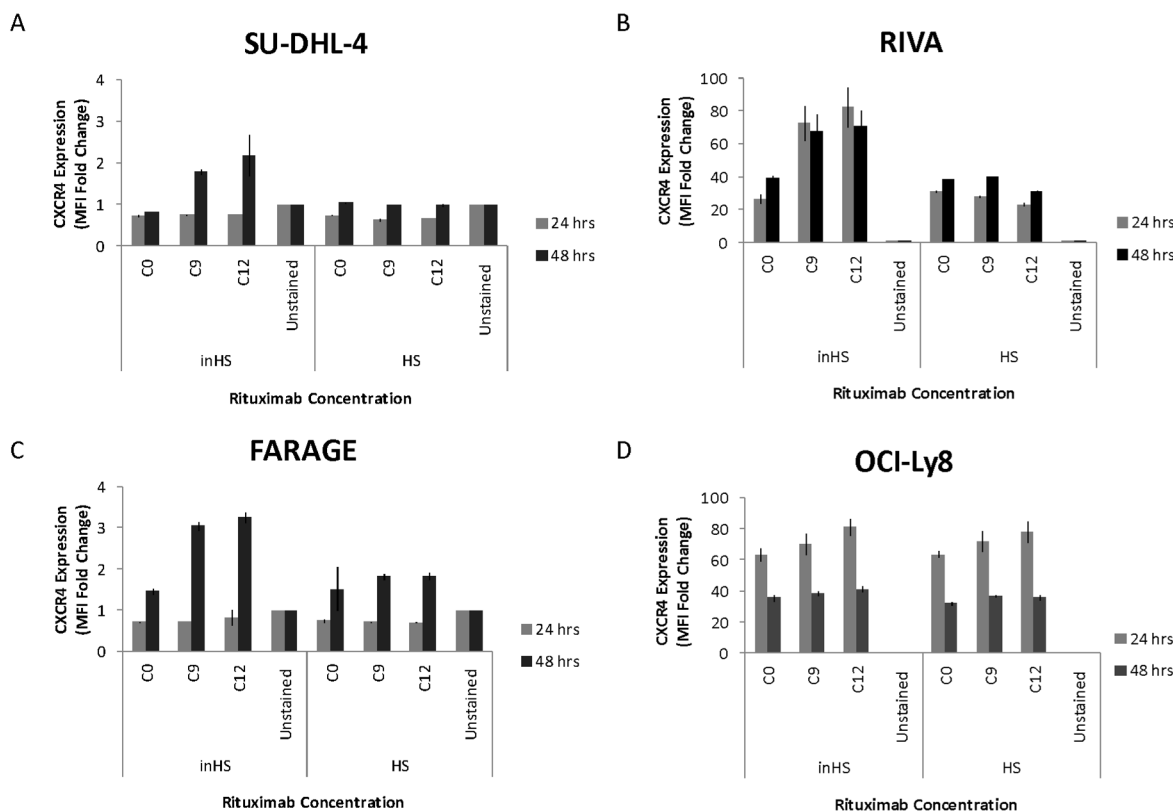 A
SU-DHL-4
CXCR4 Expression
(MFI Fold Change)
4
3
2
1
0
C0
C9
C12
Unstained
C0
C9
C12
Unstained
inHS
HS
Rituximab Concentration
24 hrs
48 hrs
B
RIVA
CXCR4 Expression
(MFI Fold Change)
100
80
60
40
20
0
C0
C9
C12
Unstained
C0
C9
C12
Unstained
inHS
HS
Rituximab Concentration
24 hrs
48 hrs
C
FARAGE
CXCR4 Expression
(MFI Fold Change)
4
3
2
1
0
C0
C9
C12
Unstained
C0
C9
C12
Unstained
inHS
HS
Rituximab Concentration
24 hrs
48 hrs
D
OCI-Ly8
CXCR4 Expression
(MFI Fold Change)
100
80
60
40
20
0
C0
C9
C12
Unstained
C0
C9
C12
Unstained
inHS
HS
Rituximab Concentration
24 hrs
48 hrs